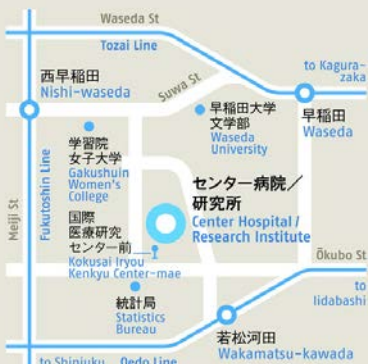 Waseda St
Tozai Line
to Kagura-
zaka
西早稲田
Nishi-waseda
Suwa St
早稲田大学
文学部
Waseda
University
早稲田
Waseda
学習院
女子大学
Gakushuin
Women's
College
Meiji St
Fukutoshin Line
センター病院／
研究所
Center Hospital /
Research Institute
国際
医療研究
センター前
Kokusai Iryou
Kenkyu Center-mae
Ōkubo St
to
Iidabashi
統計局
Statistics
Bureau
若松河田
Wakamatsu-kawada
to Shinjuku
Oedo Line